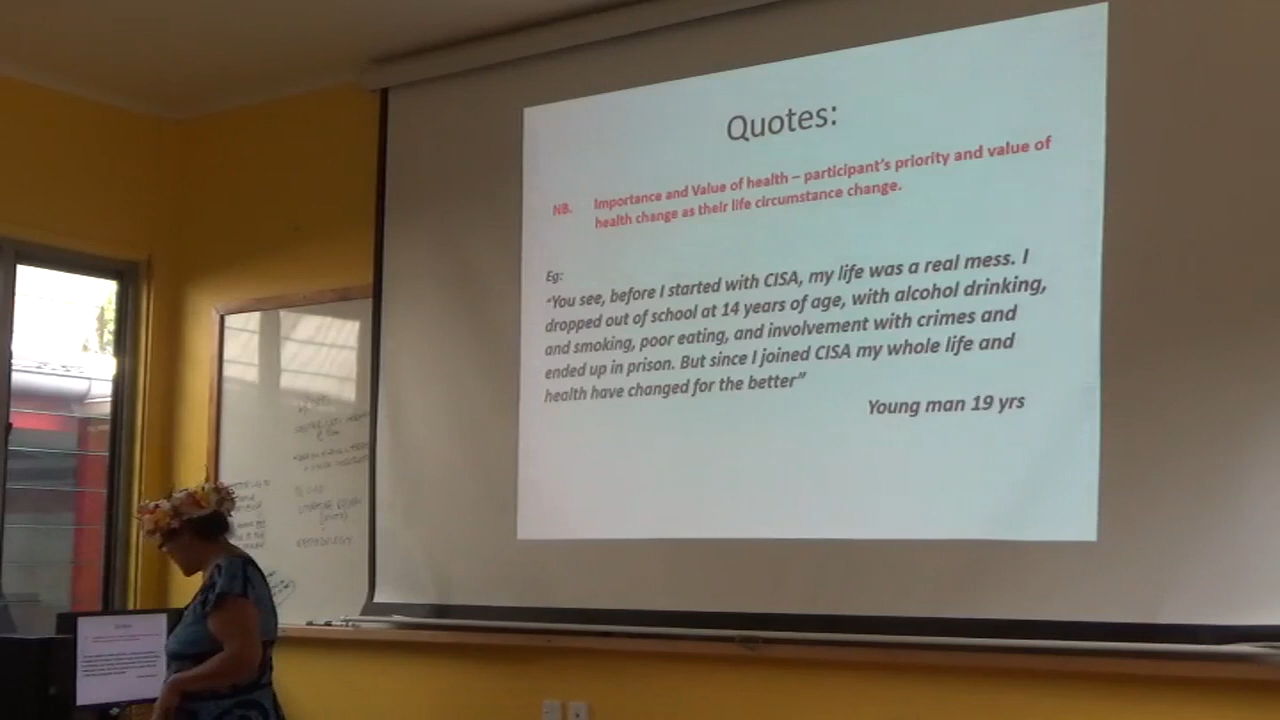 Quotes:
NB. Importance and Value of health – participant's priority and value of
health change as their life circumstance change.
Eg:
"You see, before I started with CISA, my life was a real mess. I
dropped out of school at 14 years of age, with alcohol drinking,
and smoking, poor eating, and involvement with crimes and
ended up in prison. But since I joined CISA my whole life and
health have changed for the better"
Young man 19 yrs